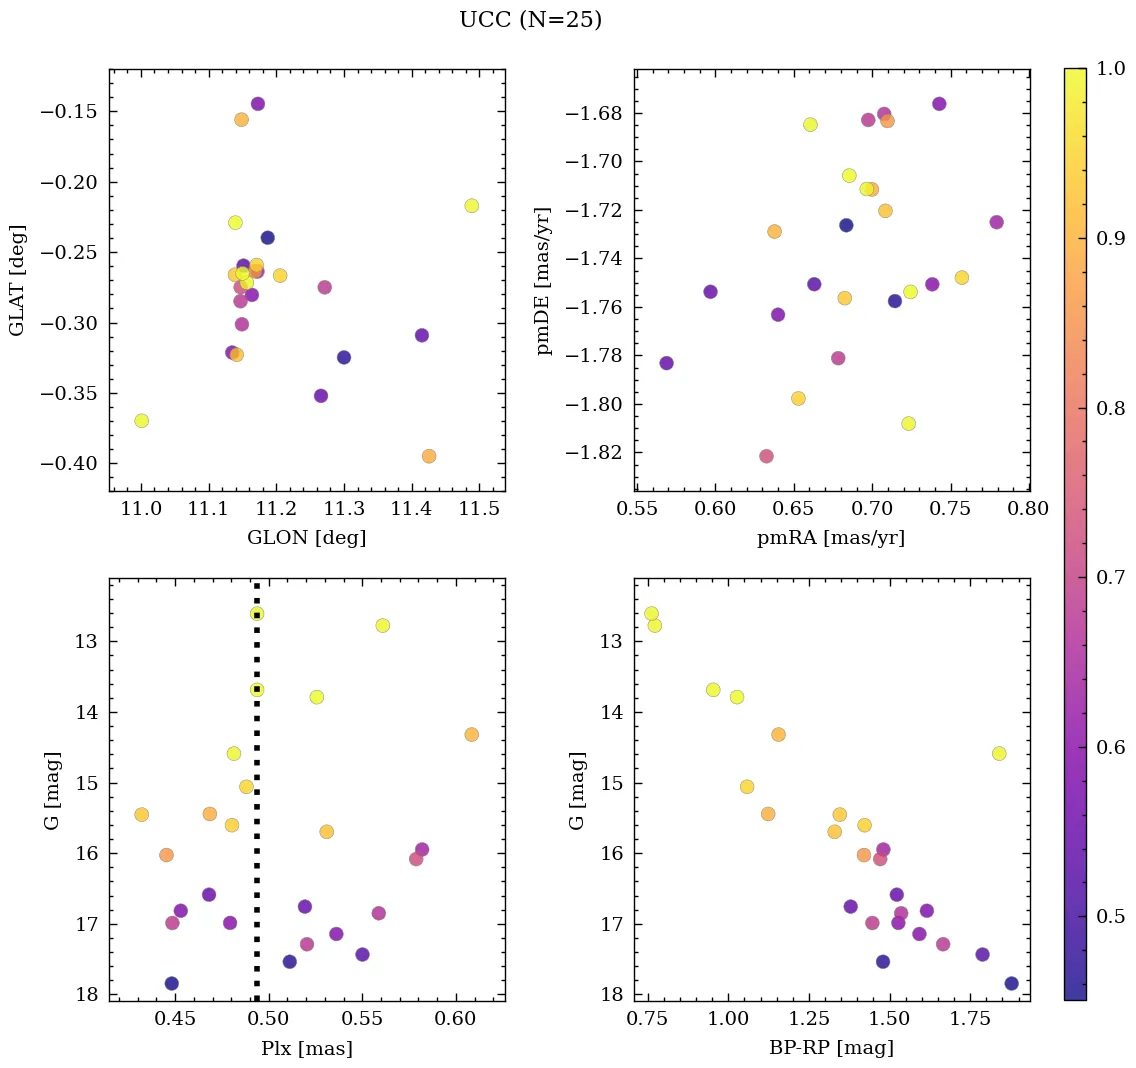 UCC (N=25)
−0.15
−0.20
−0.25
−0.30
−0.35
−0.40
GLAT [deg]
11.0 11.1 11.2 11.3 11.4 11.5
GLON [deg]
−1.68
−1.70
−1.72
−1.74
−1.76
−1.78
−1.80
−1.82
pmDE [mas/yr]
0.55 0.60 0.65 0.70 0.75 0.80
pmRA [mas/yr]
13
14
15
16
17
18
G [mag]
0.45 0.50 0.55 0.60
Plx [mas]
13
14
15
16
17
18
G [mag]
0.75 1.00 1.25 1.50 1.75
BP-RP [mag]
1.0
0.9
0.8
0.7
0.6
0.5